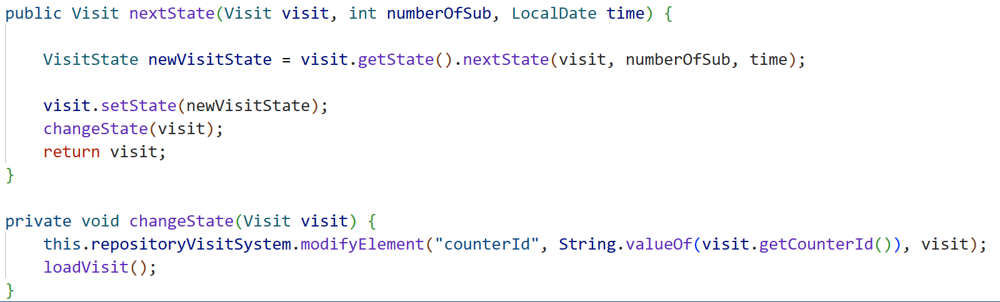 public Visit nextState(Visit visit, int numberOfSub, LocalDate time) {
VisitState newVisitState = visit.getState().nextState(visit, numberOfSub, time);
visit.setState(newVisitState);
changeState(visit);
return visit;
}
private void changeState(Visit visit) {
this.repositoryVisitSystem.modifyElement("counterId", String.valueOf(visit.getCounterId()), visit);
loadVisit();
}